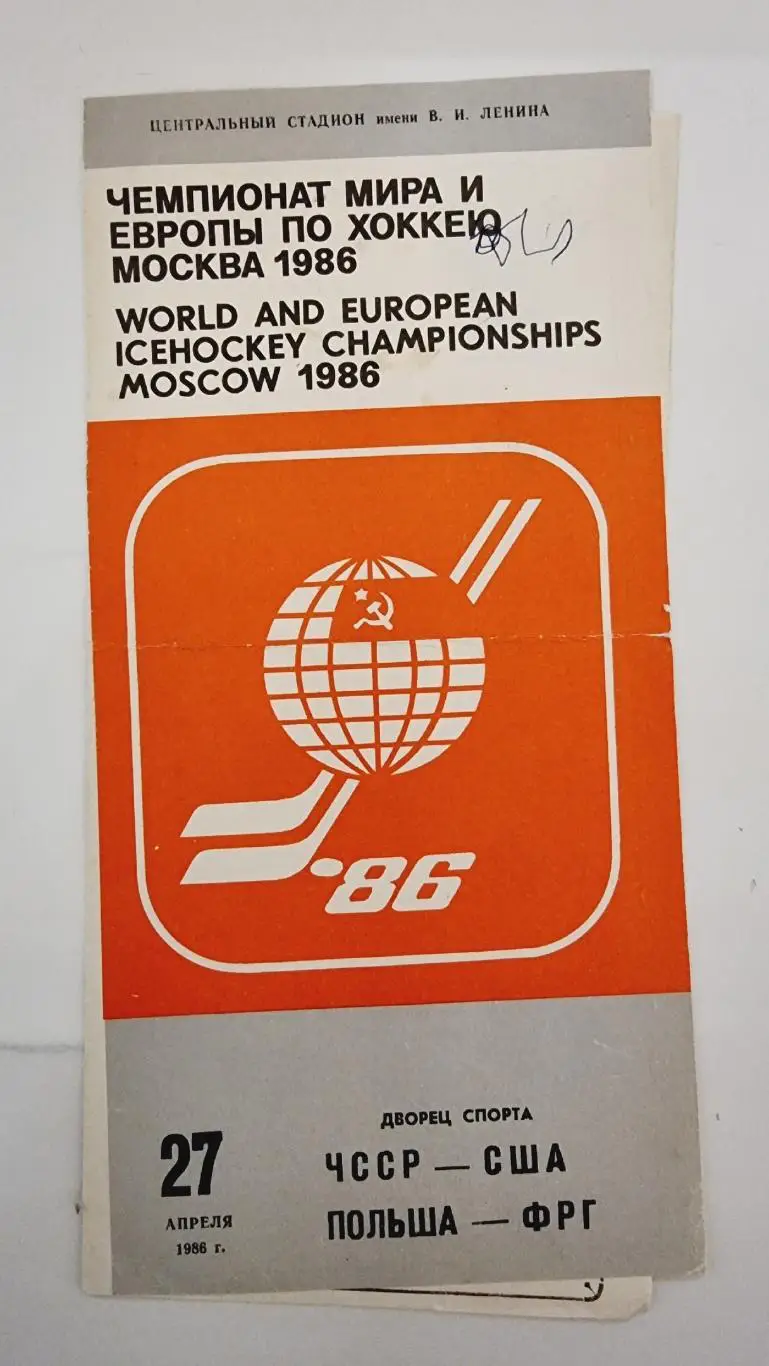 ЦЕНТРАЛЬНЫЙ СТАДИОН имени В. И. ЛЕНИНА
ЧЕМПИОНАТ МИРА И
ЕВРОПЫ ПО ХОККЕЮ
МОСКВА 1986
WORLD AND EUROPEAN
ICEHOCKEY CHAMPIONSHIPS
MOSCOW 1986
'86
27
АПРЕЛЯ
1986 г.
ДВОРЕЦ СПОРТА
ЧССР — США
ПОЛЬША — ФРГ